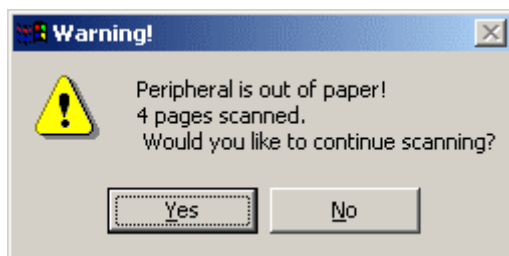 Warning!
Peripheral is out of paper!
4 pages scanned.
Would you like to continue scanning?
Yes
No